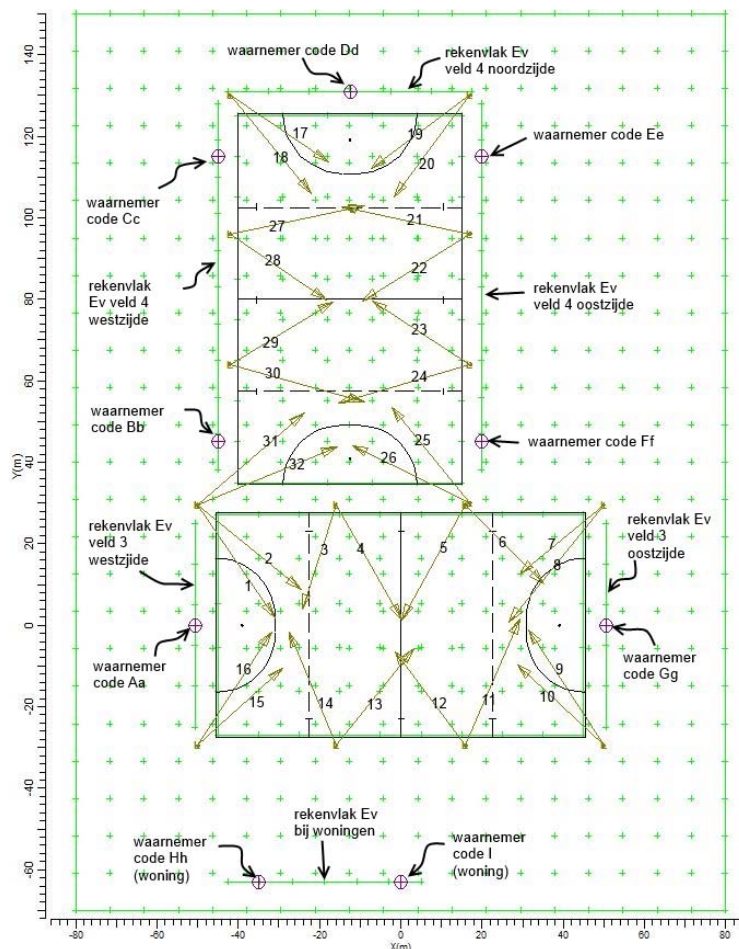 waarnemer code Dd
rekenvlak Ev
veld 4 noordzijde
waarnemer code Ee
waarnemer
code Cc
rekenvlak
Ev veld 4
westzijde
rekenvlak Ev
veld 4 oostzijde
waarnemer
code Bb
waarnemer code Ff
rekenvlak Ev
veld 3
westzjide
rekenvlak Ev
veld 3
oostzijde
waarnemer
code Aa
waarnemer
code Gg
waarnemer
code Hh
(woning)
rekenvlak Ev
bij woningen
waarnemer
code I
(woning)
17
18
19
20
27
21
28
22
29
23
30
24
31
25
32
26
2
3
4
5
6
7
8
1
16
15
14
13
12
11
10
9
Y(m)
140
120
100
80
60
40
20
0
-20
-40
-60
-80
-60
-40
-20
0
20
40
60
80
X(m)